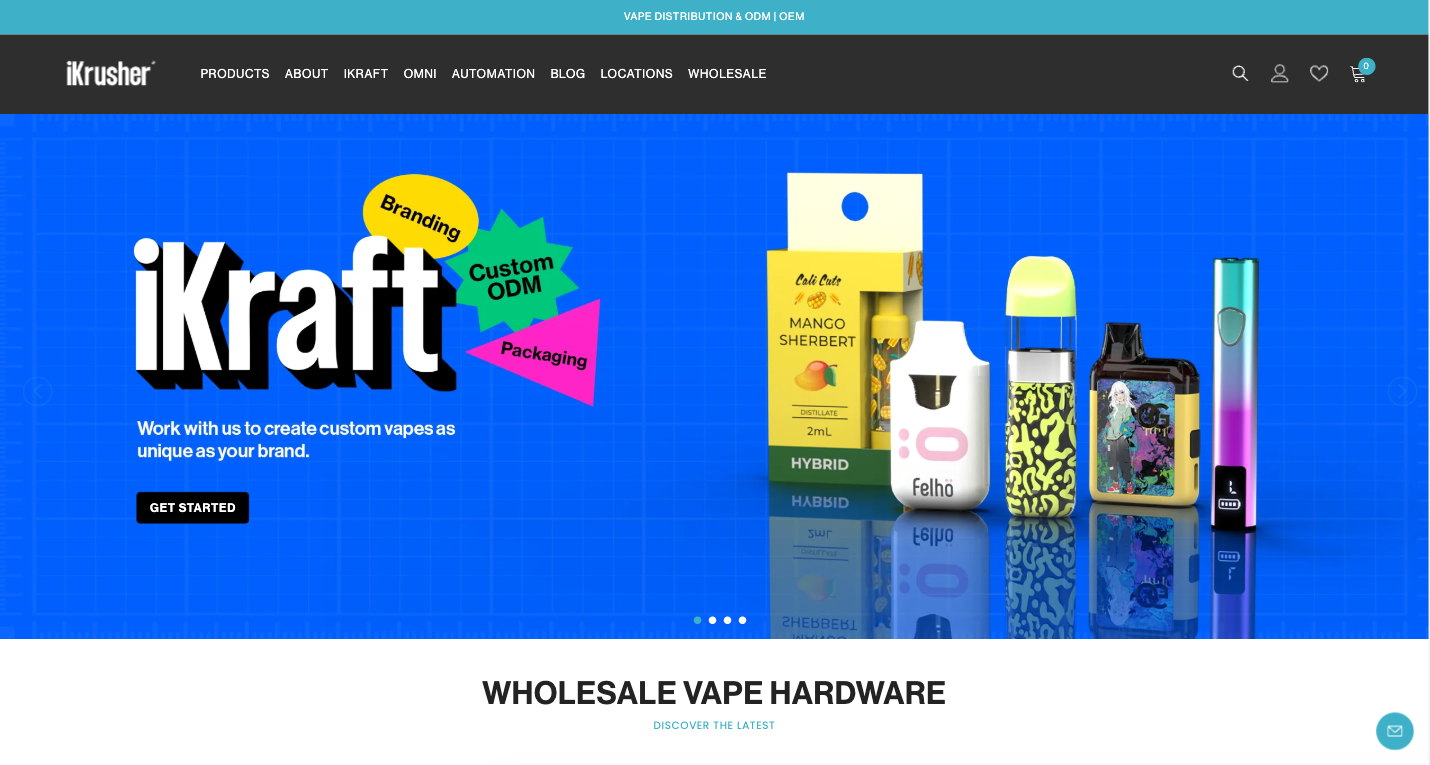 VAPE DISTRIBUTION & ODM | OEM
iKrusher
PRODUCTS ABOUT IKRAFT OMNI AUTOMATION BLOG LOCATIONS WHOLESALE
0
Branding
Custom
ODM
Packaging
iKraft
Work with us to create custom vapes as
unique as your brand.
GET STARTED
Cali Cuts
MANGO
SHERBERT
DISTILLATE
2mL
HYBRID
ö
Felhö
OG
WHOLESALE VAPE HARDWARE
DISCOVER THE LATEST